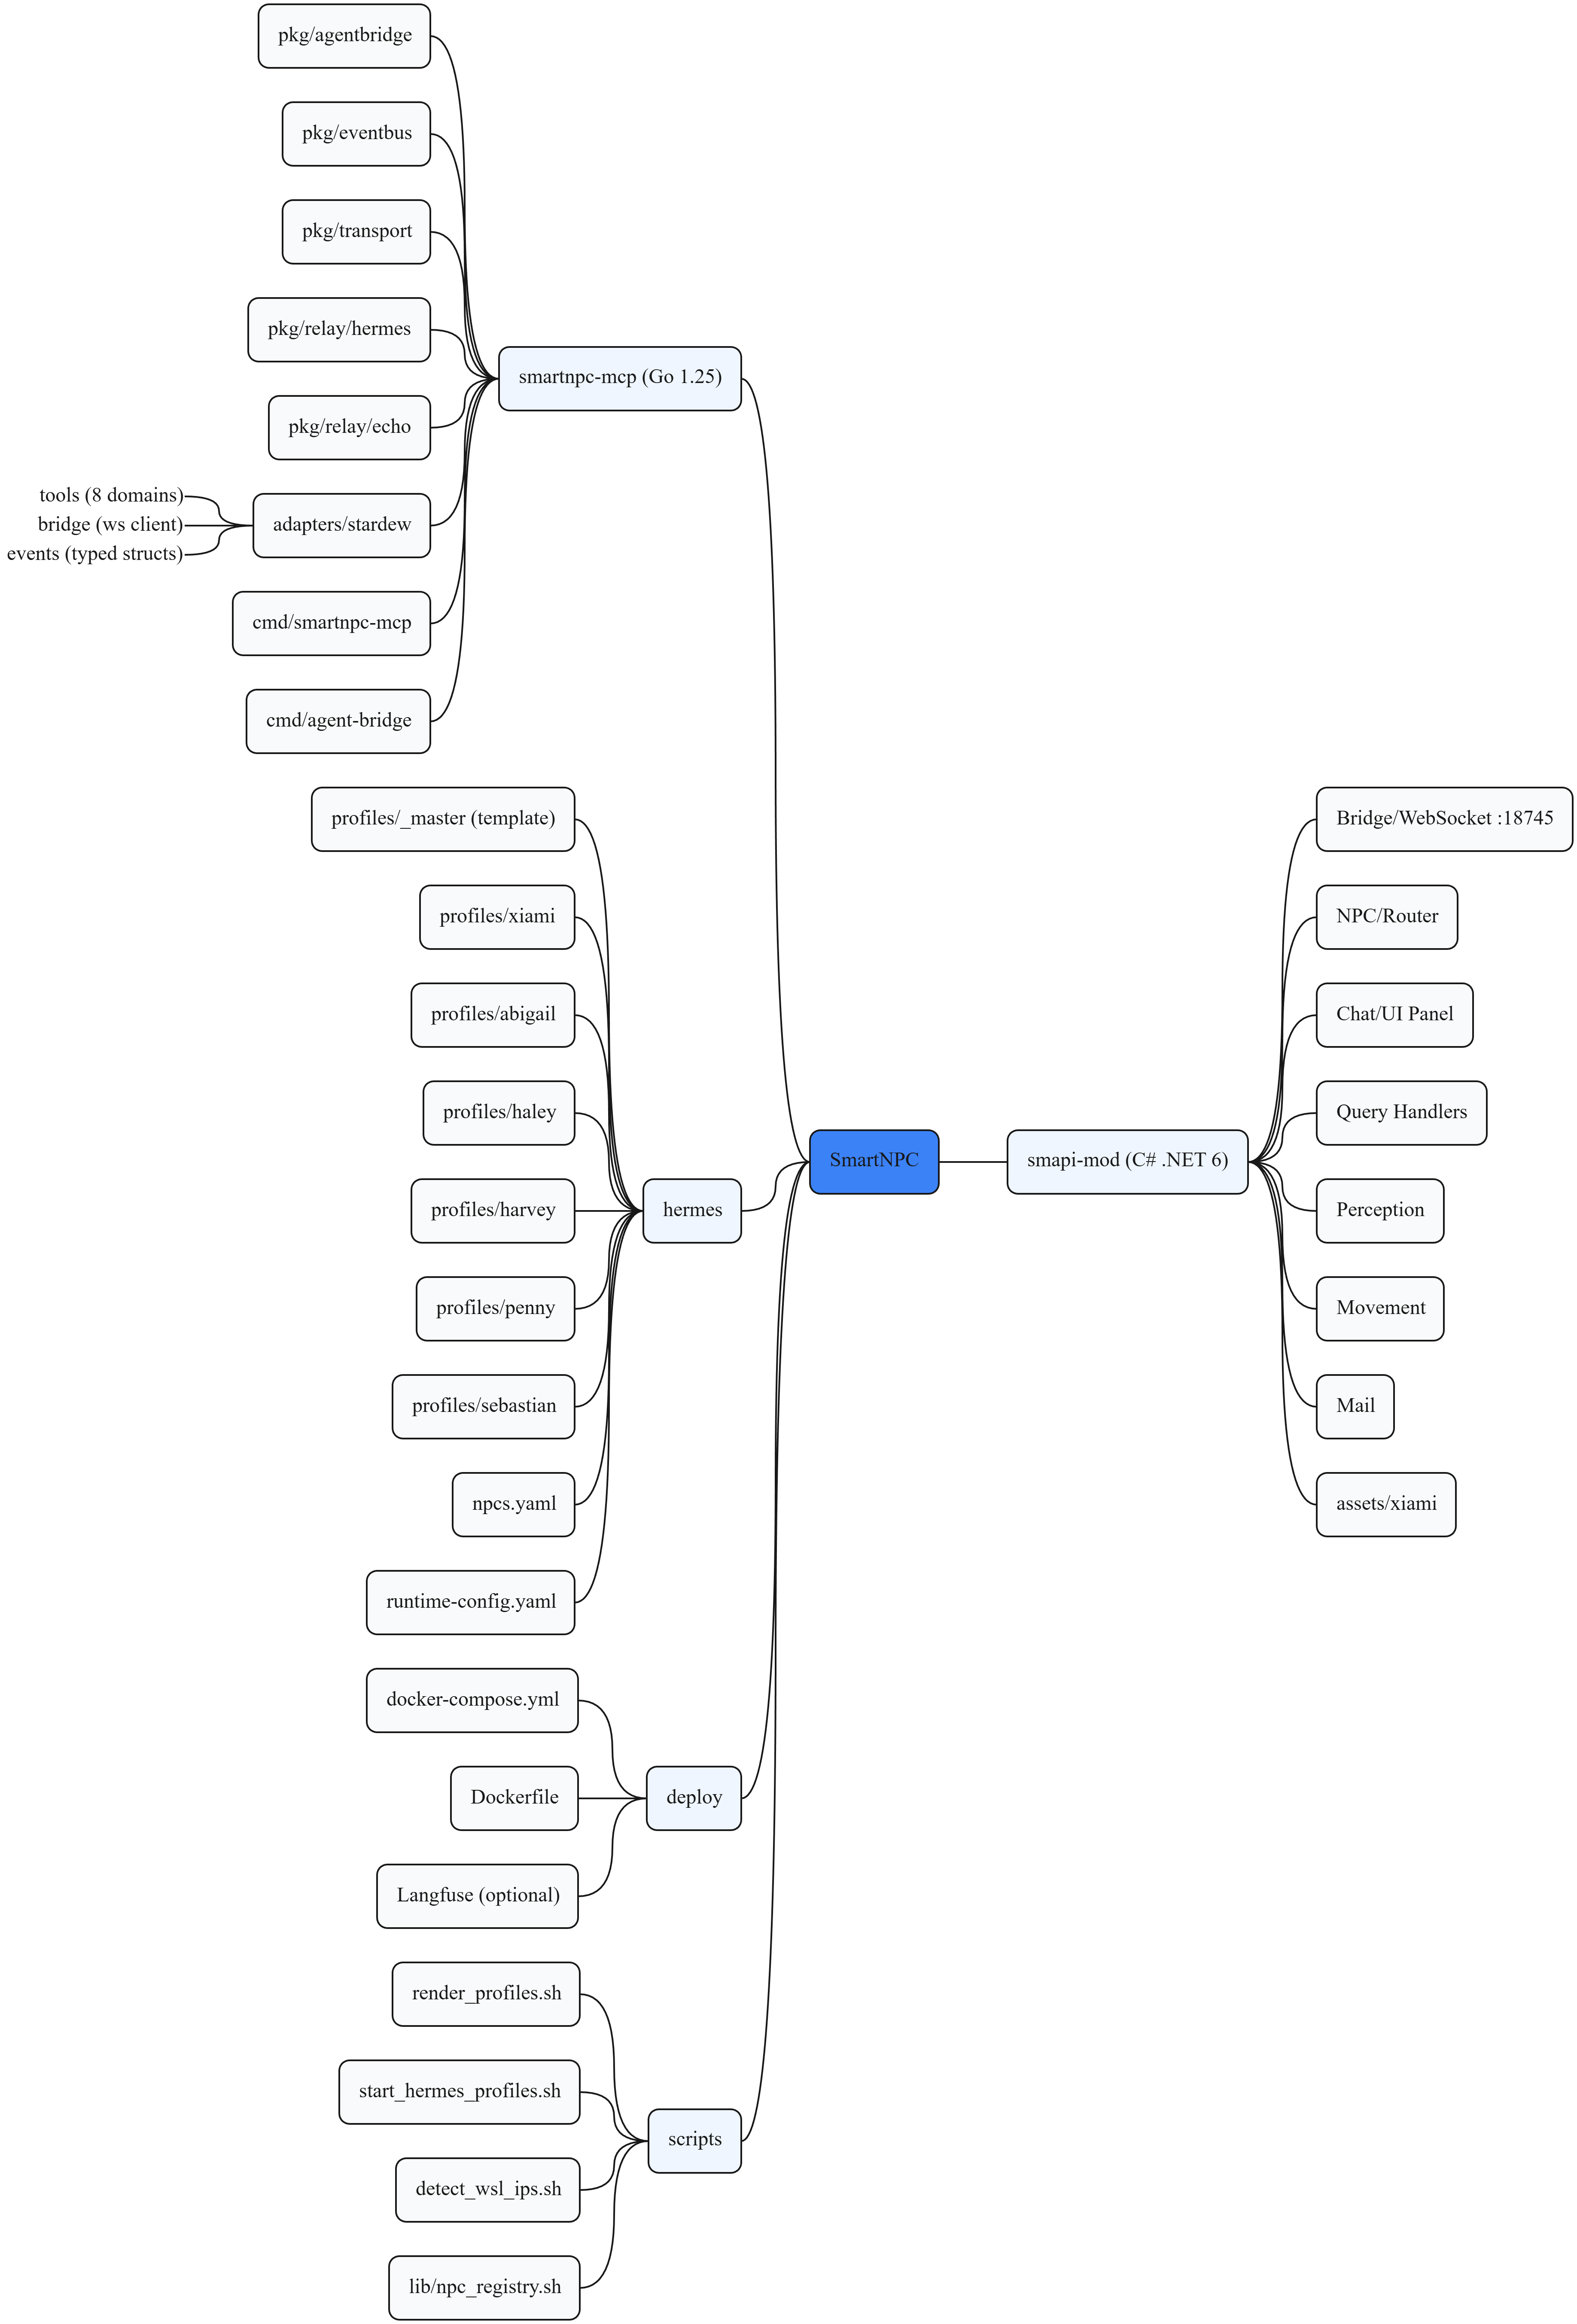 pkg/agentbridge
pkg/eventbus
pkg/transport
pkg/relay/hermes
smartnpc-mcp (Go 1.25)
pkg/relay/echo
tools (8 domains)
bridge (ws client)
events (typed structs)
adapters/stardew
cmd/smartnpc-mcp
cmd/agent-bridge
profiles/_master (template)
profiles/xiami
profiles/abigail
profiles/haley
profiles/harvey
hermes
profiles/penny
profiles/sebastian
npcs.yaml
runtime-config.yaml
docker-compose.yml
Dockerfile
deploy
Langfuse (optional)
render_profiles.sh
start_hermes_profiles.sh
scripts
detect_wsl_ips.sh
lib/npc_registry.sh
SmartNPC
smapi-mod (C# .NET 6)
Bridge/WebSocket :18745
NPC/Router
Chat/UI Panel
Query Handlers
Perception
Movement
Mail
assets/xiami